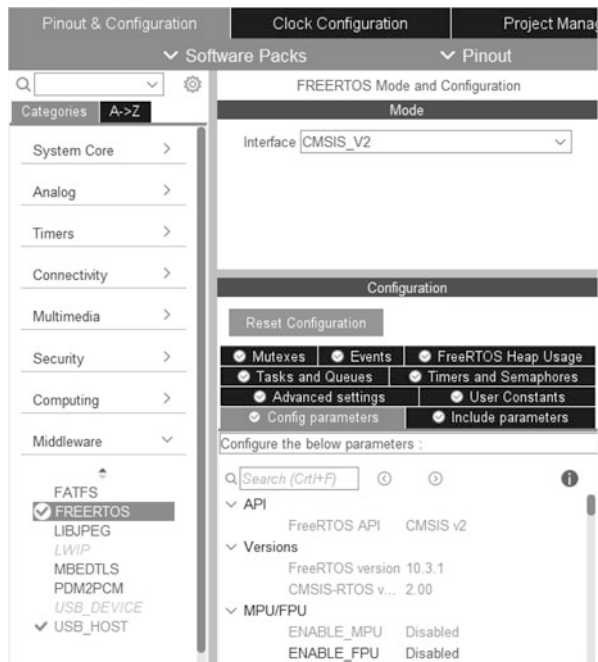 Pinout & Configuration
Clock Configuration
Project Mana
Software Packs
Pinout
Categories
A->Z
System Core
Analog
Timers
Connectivity
Multimedia
Security
Computing
Middleware
FATFS
FREERTOS
LIBJPEG
LWIP
MBEDTLS
PDM2PCM
USB_DEVICE
USB_HOST
FREERTOS Mode and Configuration
Mode
Interface CMSIS_V2
Configuration
Reset Configuration
Mutexes
Events
FreeRTOS Heap Usage
Tasks and Queues
Timers and Semaphores
Advanced settings
User Constants
Config parameters
Include parameters
Configure the below parameters :
Search (Crtl+F)
API
FreeRTOS API CMSIS v2
Versions
FreeRTOS version 10.3.1
CMSIS-RTOS v... 2.00
MPU/FPU
ENABLE_MPU Disabled
ENABLE_FPU Disabled